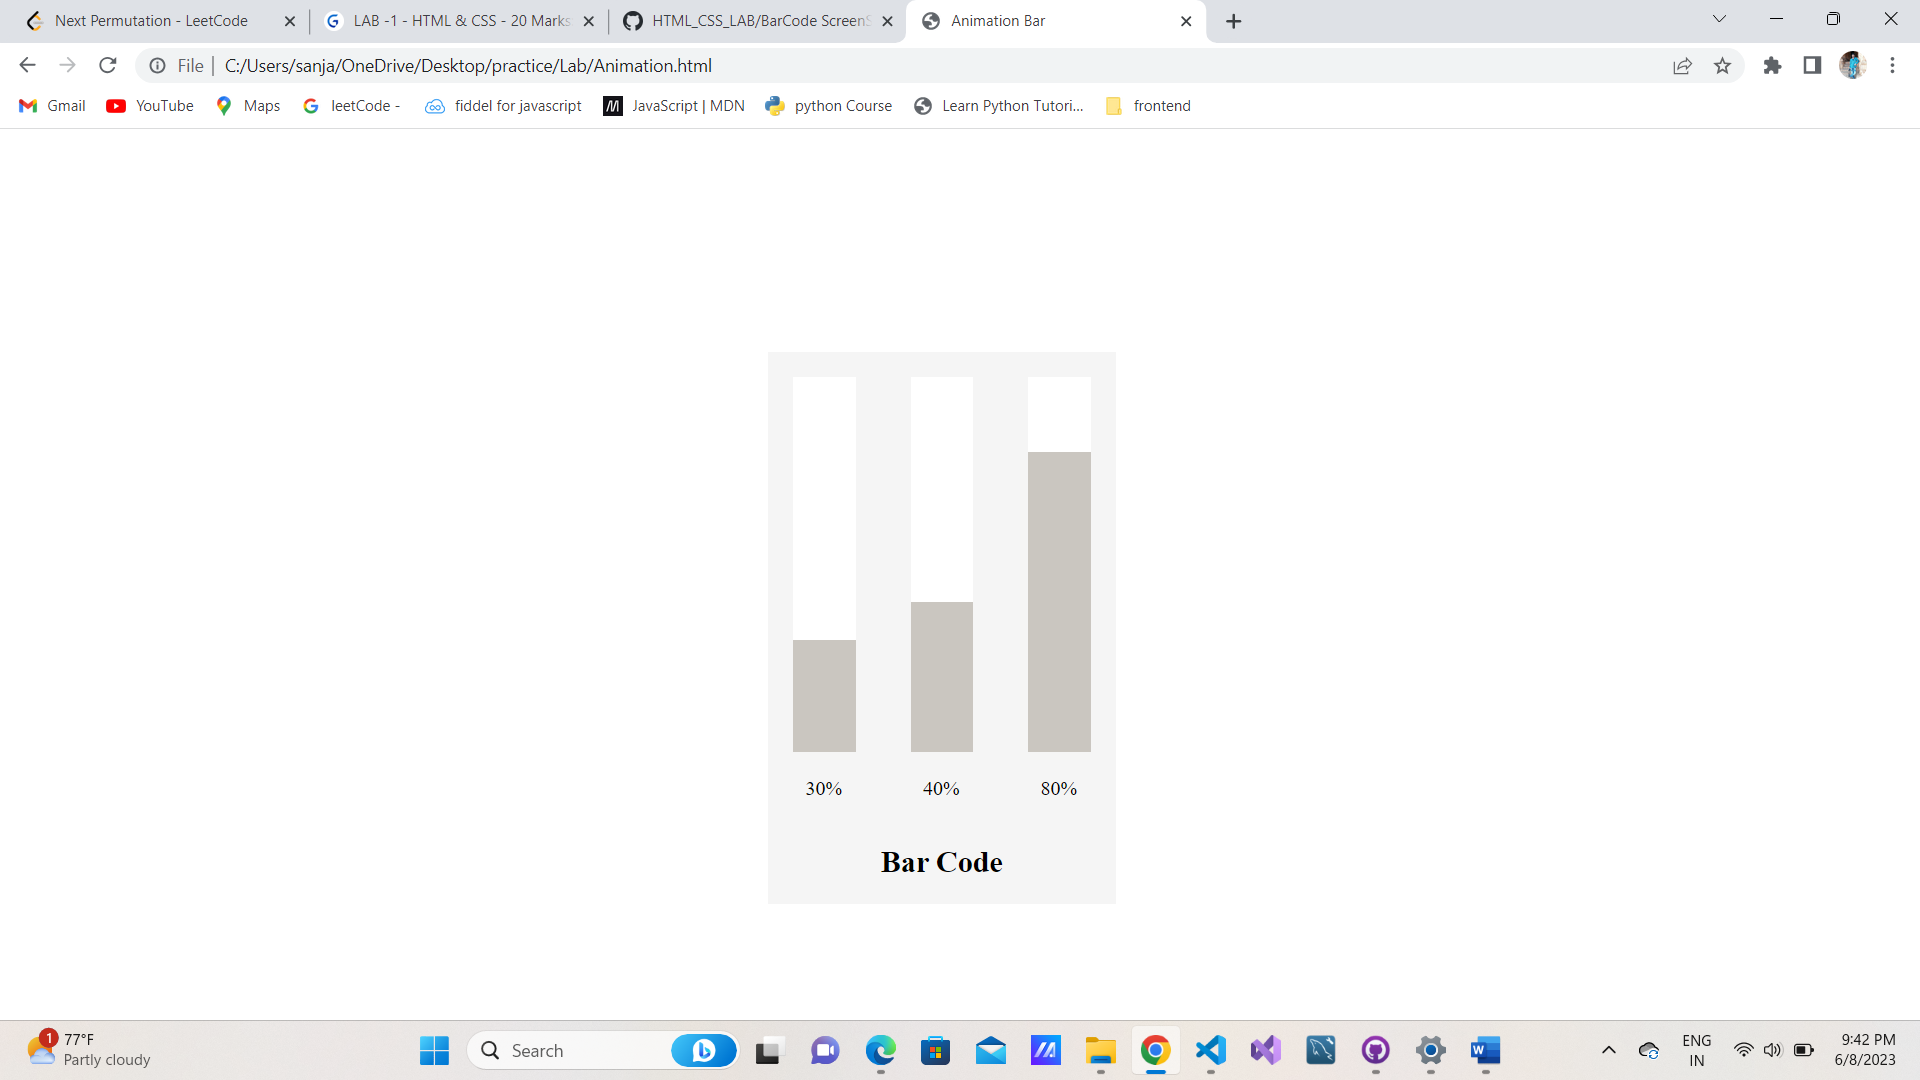 Next Permutation - LeetCode
LAB -1 - HTML & CSS - 20 Marks
HTML_CSS_LAB/BarCode ScreenS
Animation Bar
File | C:/Users/sanja/OneDrive/Desktop/practice/Lab/Animation.html
Gmail
YouTube
Maps
leetCode -
fiddel for javascript
JavaScript | MDN
python Course
Learn Python Tutori...
frontend
30% 40% 80%
Bar Code
1
77°F
Partly cloudy
Search
ENG
IN
9:42 PM
6/8/2023